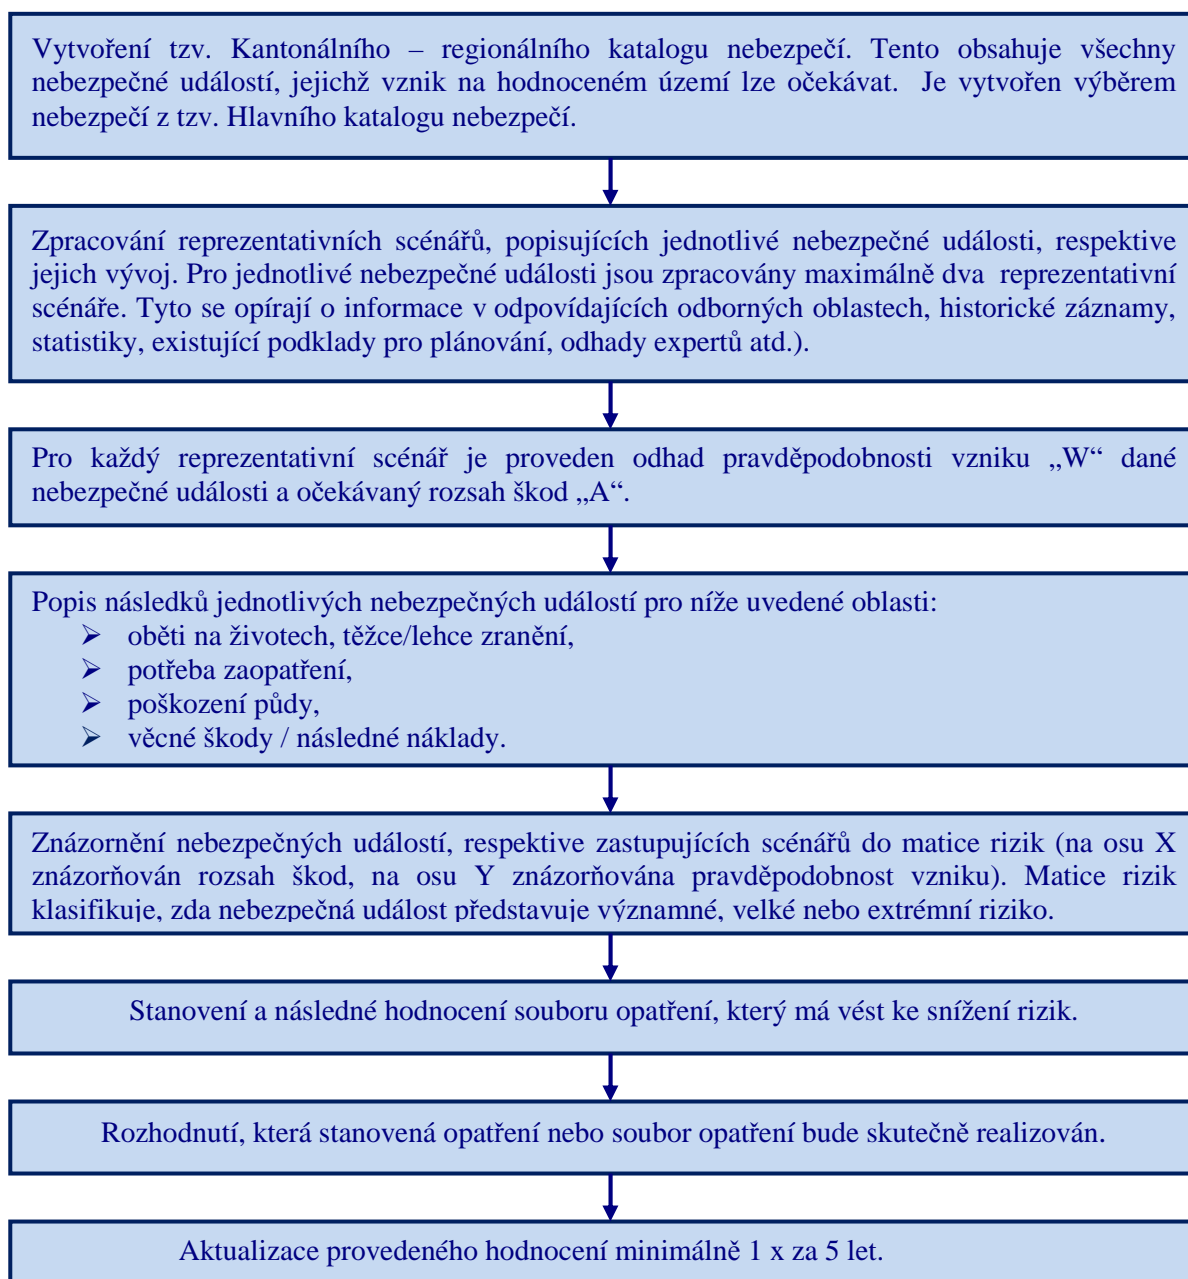 Vytvoření tzv. Kantonálního – regionálního katalogu nebezpečí. Tento obsahuje všechny
nebezpečné událostí, jejichž vznik na hodnoceném území lze očekávat. Je vytvořen výběrem
nebezpečí z tzv. Hlavního katalogu nebezpečí.
Zpracování reprezentativních scénářů, popisujících jednotlivé nebezpečné události, respektive
jejich vývoj. Pro jednotlivé nebezpečné události jsou zpracovány maximálně dva reprezentativní
scénáře. Tyto se opírají o informace v odpovídajících odborných oblastech, historické záznamy,
statistiky, existující podklady pro plánování, odhady expertů atd.).
Pro každý reprezentativní scénář je proveden odhad pravděpodobnosti vzniku „W“ dané
nebezpečné události a očekávaný rozsah škod „A“.
Popis následků jednotlivých nebezpečných událostí pro níže uvedené oblasti:
➢ oběti na životech, těžce/lehce zranění,
➢ potřeba zaopatření,
➢ poškození půdy,
➢ věcné škody / následné náklady.
Znázornění nebezpečných událostí, respektive zastupujících scénářů do matice rizik (na osu X
znázorňován rozsah škod, na osu Y znázorňována pravděpodobnost vzniku). Matice rizik
klasifikuje, zda nebezpečná událost představuje významné, velké nebo extrémní riziko.
Stanovení a následné hodnocení souboru opatření, který má vést ke snížení rizik.
Rozhodnutí, která stanovená opatření nebo soubor opatření bude skutečně realizován.
Aktualizace provedeného hodnocení minimálně 1 x za 5 let.